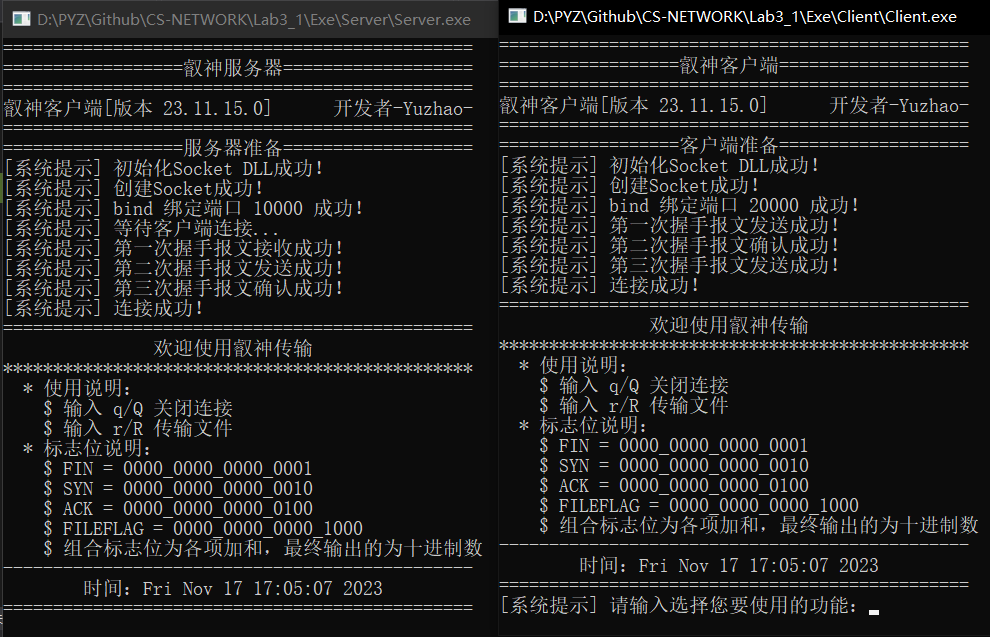 D:\PYZ\Github\CS-NETWORK\Lab3_1\Exe\Server\Server.exe
===============================================
==================叡神服务器===================
===============================================
叡神客户端[版本 23.11.15.0]      开发者-Yuzhao-
===============================================
==================服务器准备===================
[系统提示] 初始化Socket DLL成功!
[系统提示] 创建Socket成功!
[系统提示] bind 绑定端口 10000 成功!
[系统提示] 等待客户端连接...
[系统提示] 第一次握手报文接收成功!
[系统提示] 第二次握手报文发送成功!
[系统提示] 第三次握手报文确认成功!
[系统提示] 连接成功!
===============================================
欢迎使用叡神传输
***********************************************
* 使用说明:
$ 输入 q/Q 关闭连接
$ 输入 r/R 传输文件
* 标志位说明:
$ FIN = 0000_0000_0000_0001
$ SYN = 0000_0000_0000_0010
$ ACK = 0000_0000_0000_0100
$ FILEFLAG = 0000_0000_0000_1000
$ 组合标志位为各项加和，最终输出的为十进制数
-----------------------------------------------
时间: Fri Nov 17 17:05:07 2023
===============================================
D:\PYZ\Github\CS-NETWORK\Lab3_1\Exe\Client\Client.exe
===============================================
==================叡神客户端===================
===============================================
叡神客户端[版本 23.11.15.0]      开发者-Yuzhao-
===============================================
==================客户端准备===================
[系统提示] 初始化Socket DLL成功!
[系统提示] 创建Socket成功!
[系统提示] bind 绑定端口 20000 成功!
[系统提示] 第一次握手报文发送成功!
[系统提示] 第二次握手报文确认成功!
[系统提示] 第三次握手报文发送成功!
[系统提示] 连接成功!
===============================================
欢迎使用叡神传输
***********************************************
* 使用说明:
$ 输入 q/Q 关闭连接
$ 输入 r/R 传输文件
* 标志位说明:
$ FIN = 0000_0000_0000_0001
$ SYN = 0000_0000_0000_0010
$ ACK = 0000_0000_0000_0100
$ FILEFLAG = 0000_0000_0000_1000
$ 组合标志位为各项加和，最终输出的为十进制数
-----------------------------------------------
时间: Fri Nov 17 17:05:07 2023
===============================================
[系统提示] 请输入选择您要使用的功能: